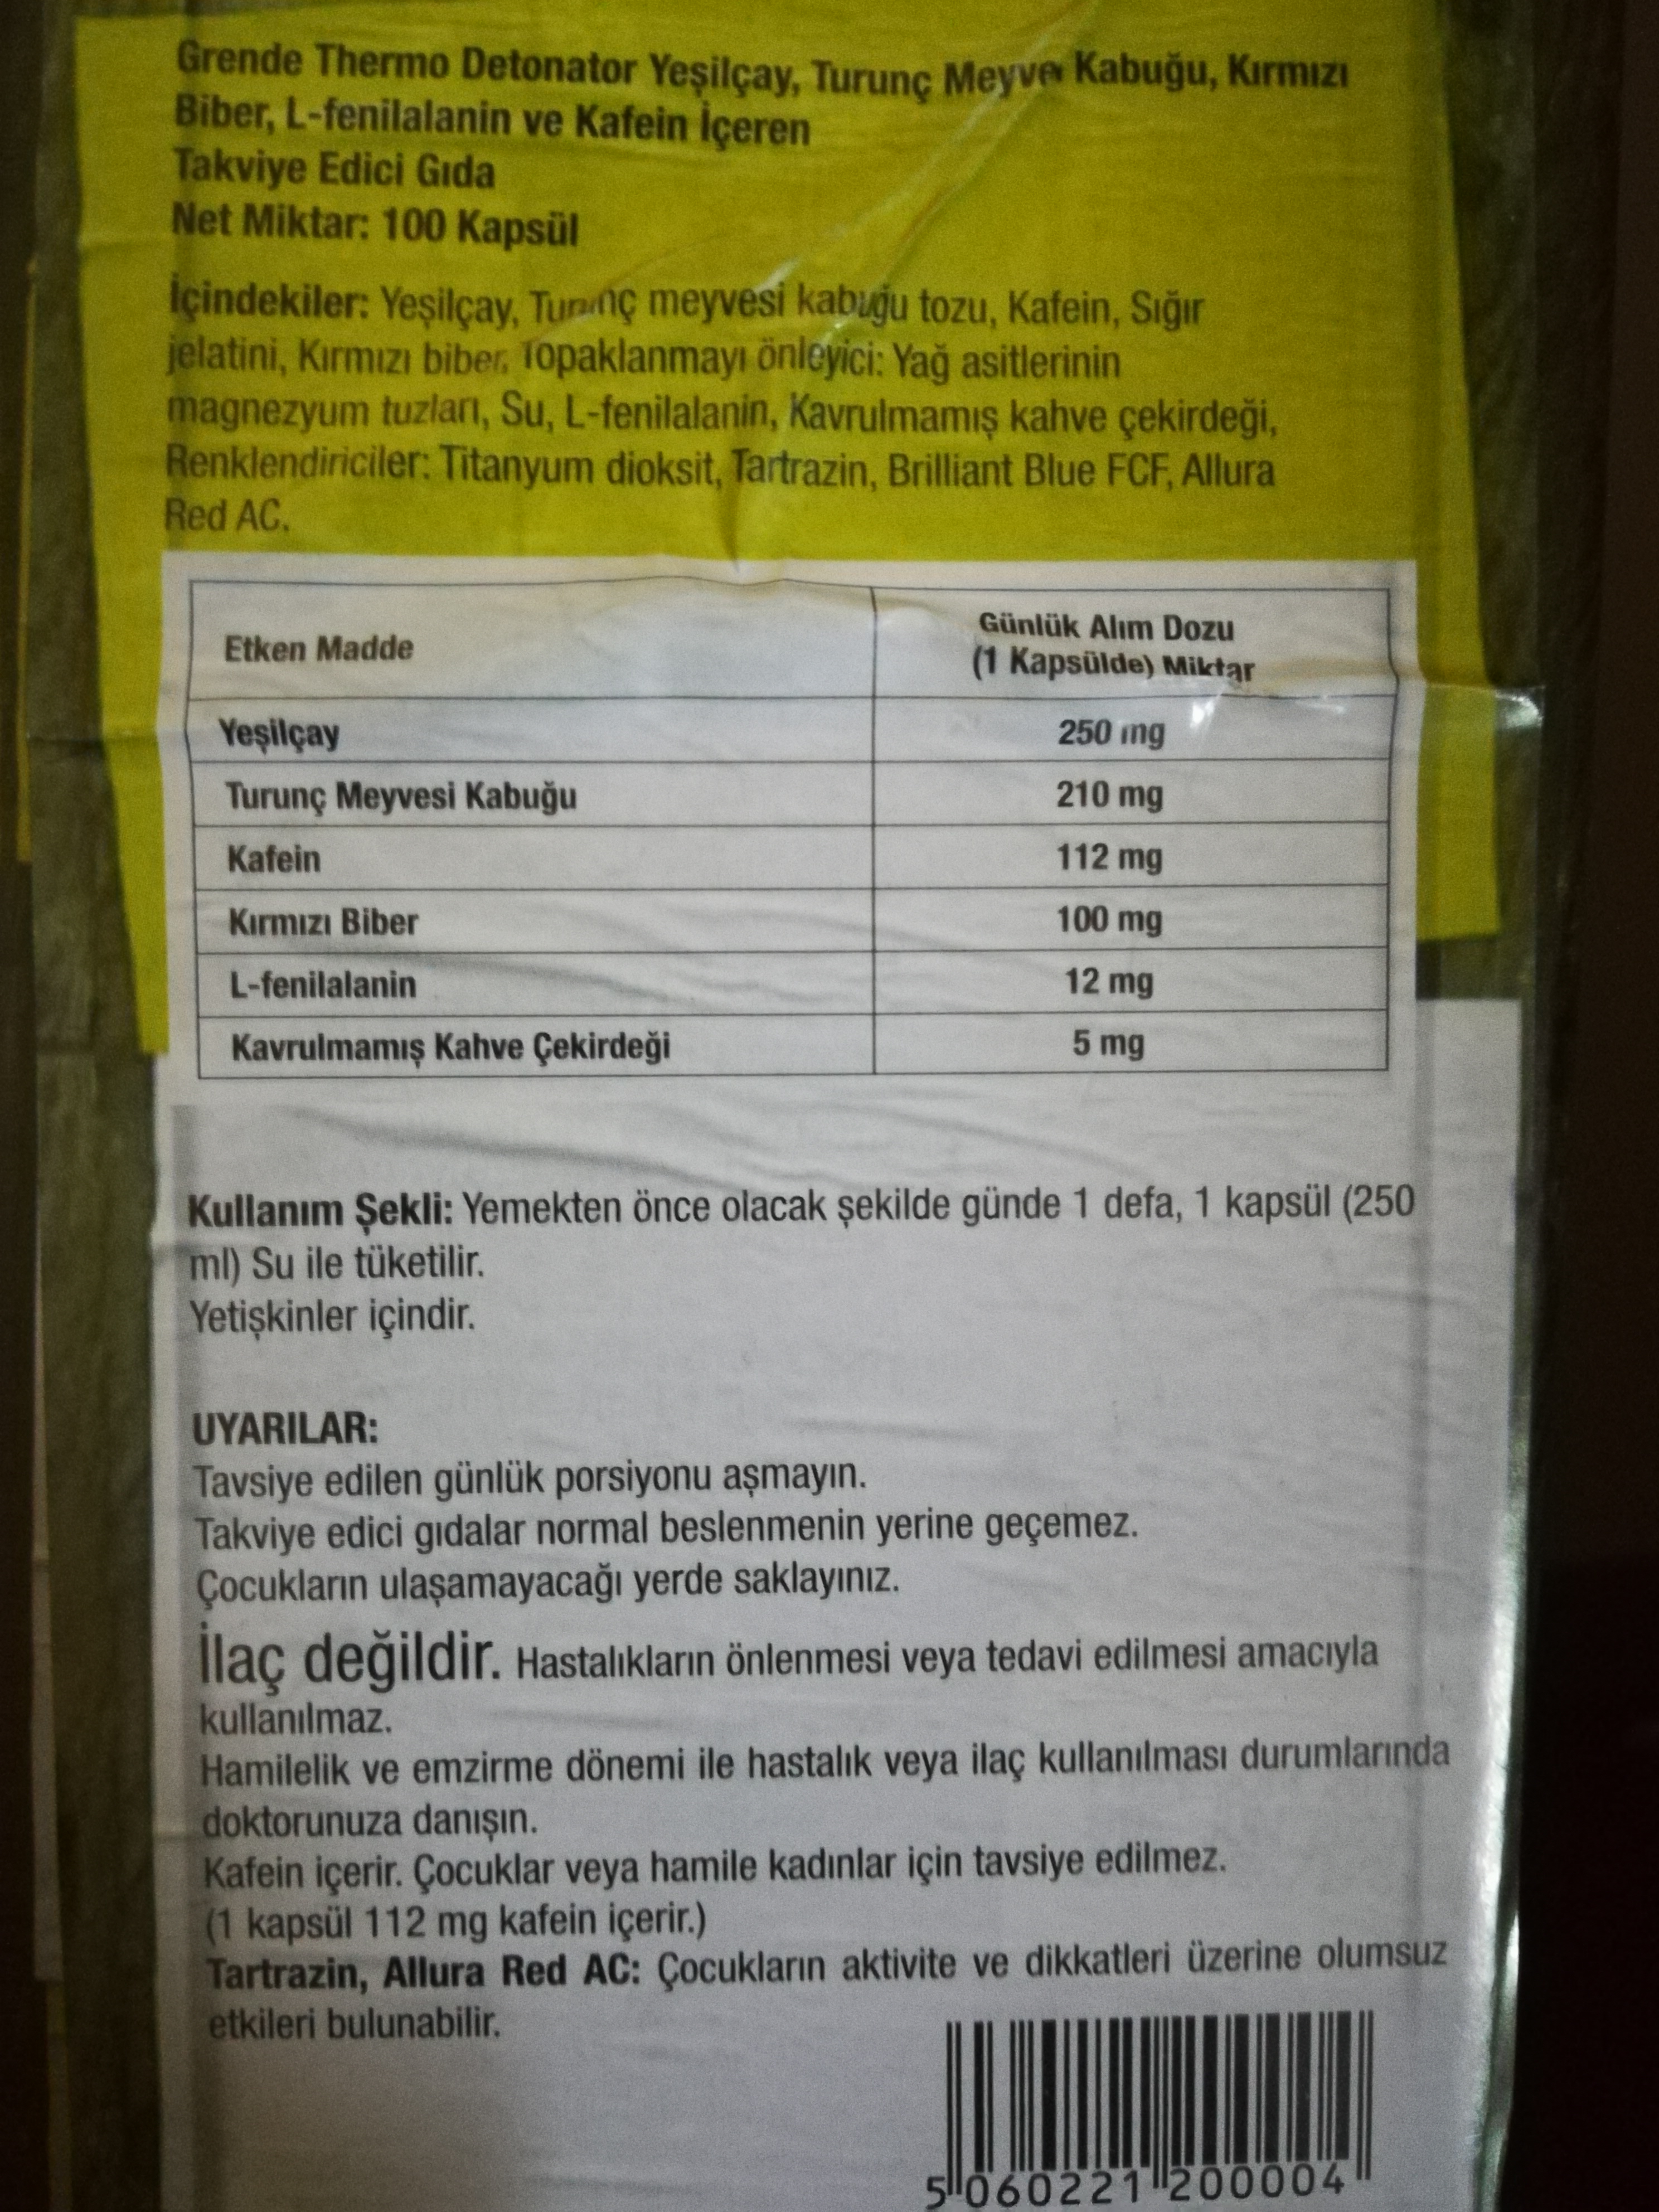 Grende Thermo Detonator Yeşilçay, Turunç Meyve Kabuğu, Kırmızı
Biber, L-fenilalanin ve Kafein İçeren
Takviye Edici Gıda
Net Miktar: 100 Kapsül
İçindekiler: Yeşilçay, Turunç meyvesi kabuğu tozu, Kafein, Sığır
jelatini, Kırmızı biber, Topaklanmayı önleyici: Yağ asitlerinin
magnezyum tuzları, Su, L-fenilalanin, Kavrulmamış kahve çekirdeği,
Renklendiriciler: Titanyum dioksit, Tartrazin, Brilliant Blue FCF, Allura
Red AC.
Etken Madde
Günlük Alım Dozu
(1 Kapsülde) Miktar
Yeşilçay 250 mg
Turunç Meyvesi Kabuğu 210 mg
Kafein 112 mg
Kırmızı Biber 100 mg
L-fenilalanin 12 mg
Kavrulmamış Kahve Çekirdeği 5 mg
Kullanım Şekli: Yemekten önce olacak şekilde günde 1 defa, 1 kapsül (250
ml) Su ile tüketilir.
Yetişkinler içindir.
UYARILAR:
Tavsiye edilen günlük porsiyonu aşmayın.
Takviye edici gıdalar normal beslenmenin yerine geçemez.
Çocukların ulaşamayacağı yerde saklayınız.
İlaç değildir. Hastalıkların önlenmesi veya tedavi edilmesi amacıyla
kullanılmaz.
Hamilelik ve emzirme dönemi ile hastalık veya ilaç kullanılması durumlarında
doktorunuza danışın.
Kafein içerir. Çocuklar veya hamile kadınlar için tavsiye edilmez.
(1 kapsül 112 mg kafein içerir.)
Tartrazin, Allura Red AC: Çocukların aktivite ve dikkatleri üzerine olumsuz
etkileri bulunabilir.
5 060221 200004